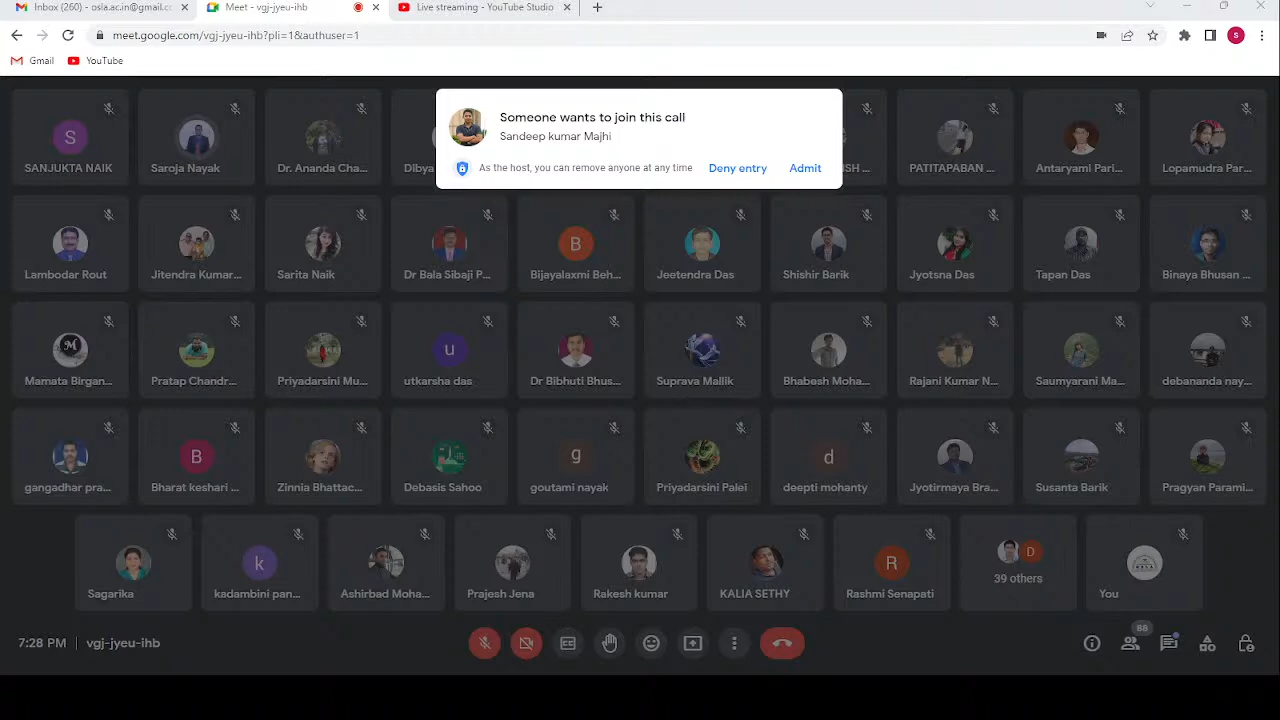 Inbox (260) - osla.ac.in@gmail.c
Meet - vgj-jyeu-ihb
Live streaming - YouTube Studio
meet.google.com/vgj-jyeu-ihb?pli=1&authuser=1
S
Gmail
YouTube
Someone wants to join this call
Sandeep kumar Majhi
As the host, you can remove anyone at any time
Deny entry
Admit
S
SANJUKTA NAIK
Saroja Nayak
Dr. Ananda Cha...
Dibya
SH ...
PATITAPABAN ...
Antaryami Pari...
Lopamudra Par...
Lambodar Rout
Jitendra Kumar...
Sarita Naik
Dr Bala Sibaji P...
B
Bijayalaxmi Beh...
Jeetendra Das
Shishir Barik
Jyotsna Das
Tapan Das
Binaya Bhusan ...
M
Mamata Birgan...
Pratap Chandr...
Priyadarsini Mu...
u
utkarsha das
Dr Bibhuti Bhus...
Suprava Mallik
Bhabesh Moha...
Rajani Kumar N...
Saumyarani Ma...
debananda nay...
gangadhar pra...
B
Bharat keshari ...
Zinnia Bhattac...
Debasis Sahoo
g
goutami nayak
Priyadarsini Palei
d
deepti mohanty
Jyotirmaya Bra...
Susanta Barik
Pragyan Parami...
Sagarika
k
kadambini pan...
Ashirbad Moha...
Prajesh Jena
Rakesh kumar
KALIA SETHY
R
Rashmi Senapati
D
39 others
You
7:28 PM | vgj-jyeu-ihb
88